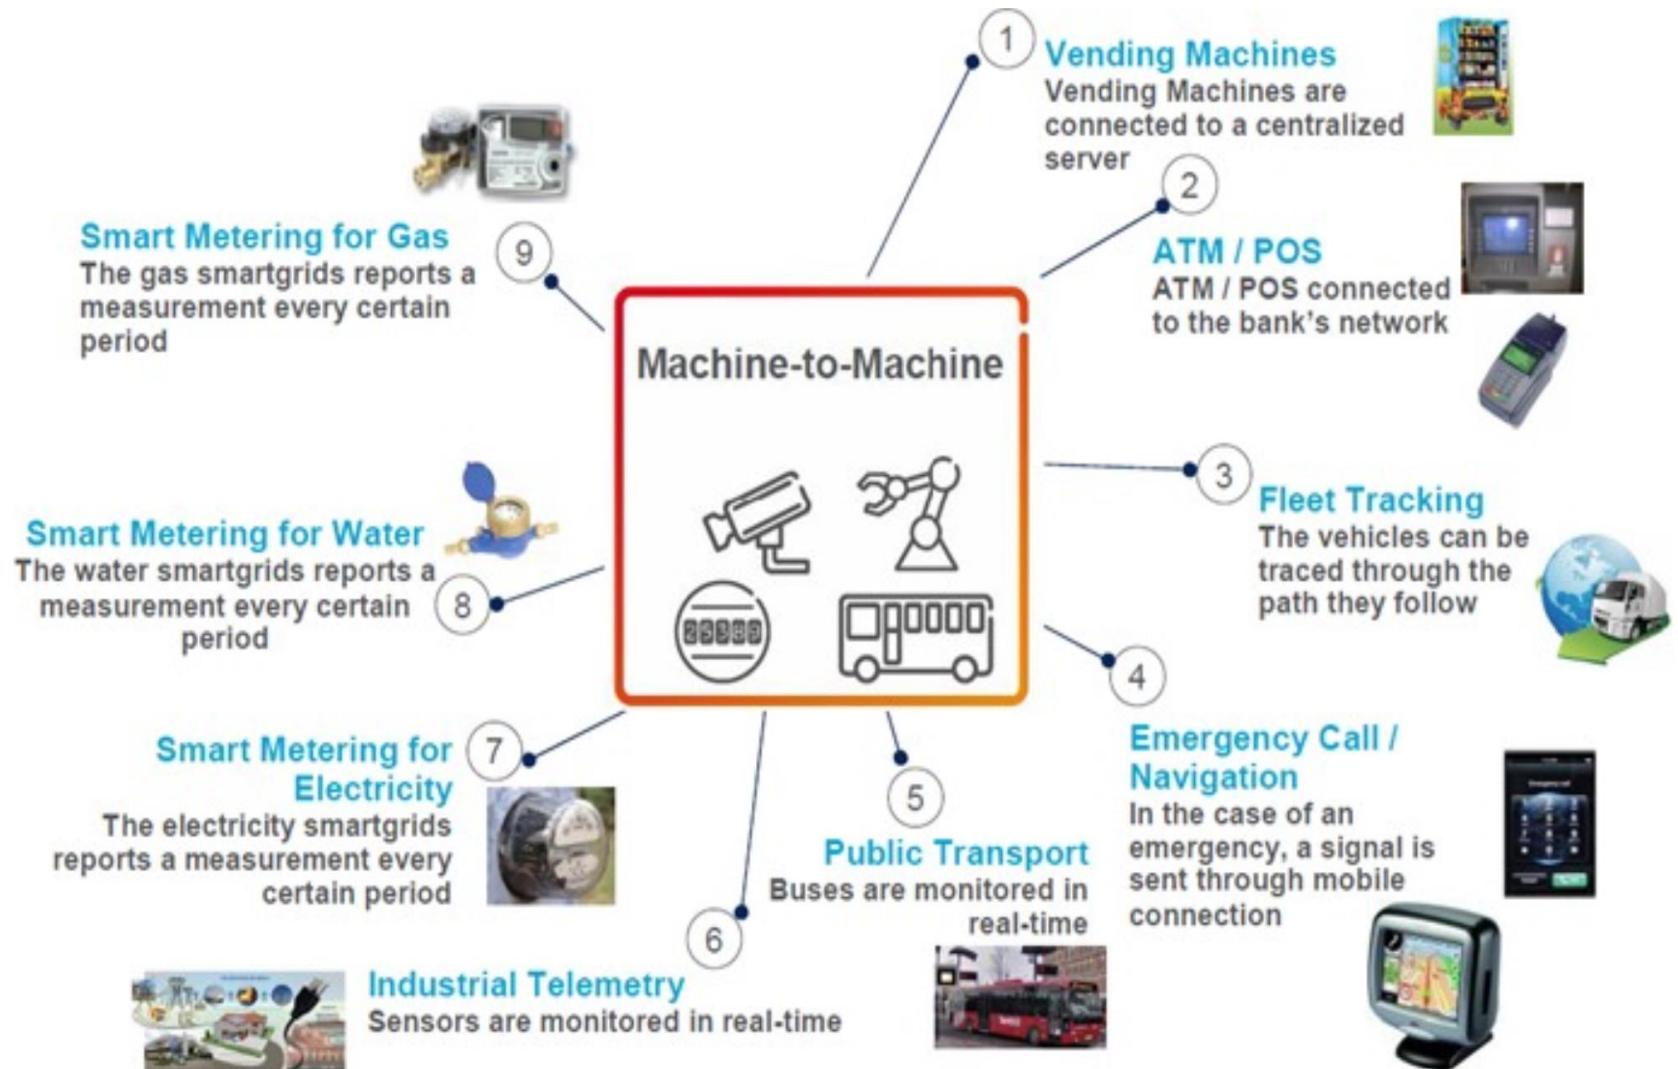 1
Vending Machines
Vending Machines are
connected to a centralized
server
2
ATM / POS
ATM / POS connected
to the bank's network
3
Fleet Tracking
The vehicles can be
traced through the
path they follow
4
Emergency Call /
Navigation
In the case of an
emergency, a signal is
sent through mobile
connection
5
Public Transport
Buses are monitored in
real-time
6
Industrial Telemetry
Sensors are monitored in real-time
7
Smart Metering for
Electricity
The electricity smartgrids
reports a measurement every
certain period
8
Smart Metering for Water
The water smartgrids reports a
measurement every certain
period
9
Smart Metering for Gas
The gas smartgrids reports a
measurement every certain
period
Machine-to-Machine
25389
Emergency call